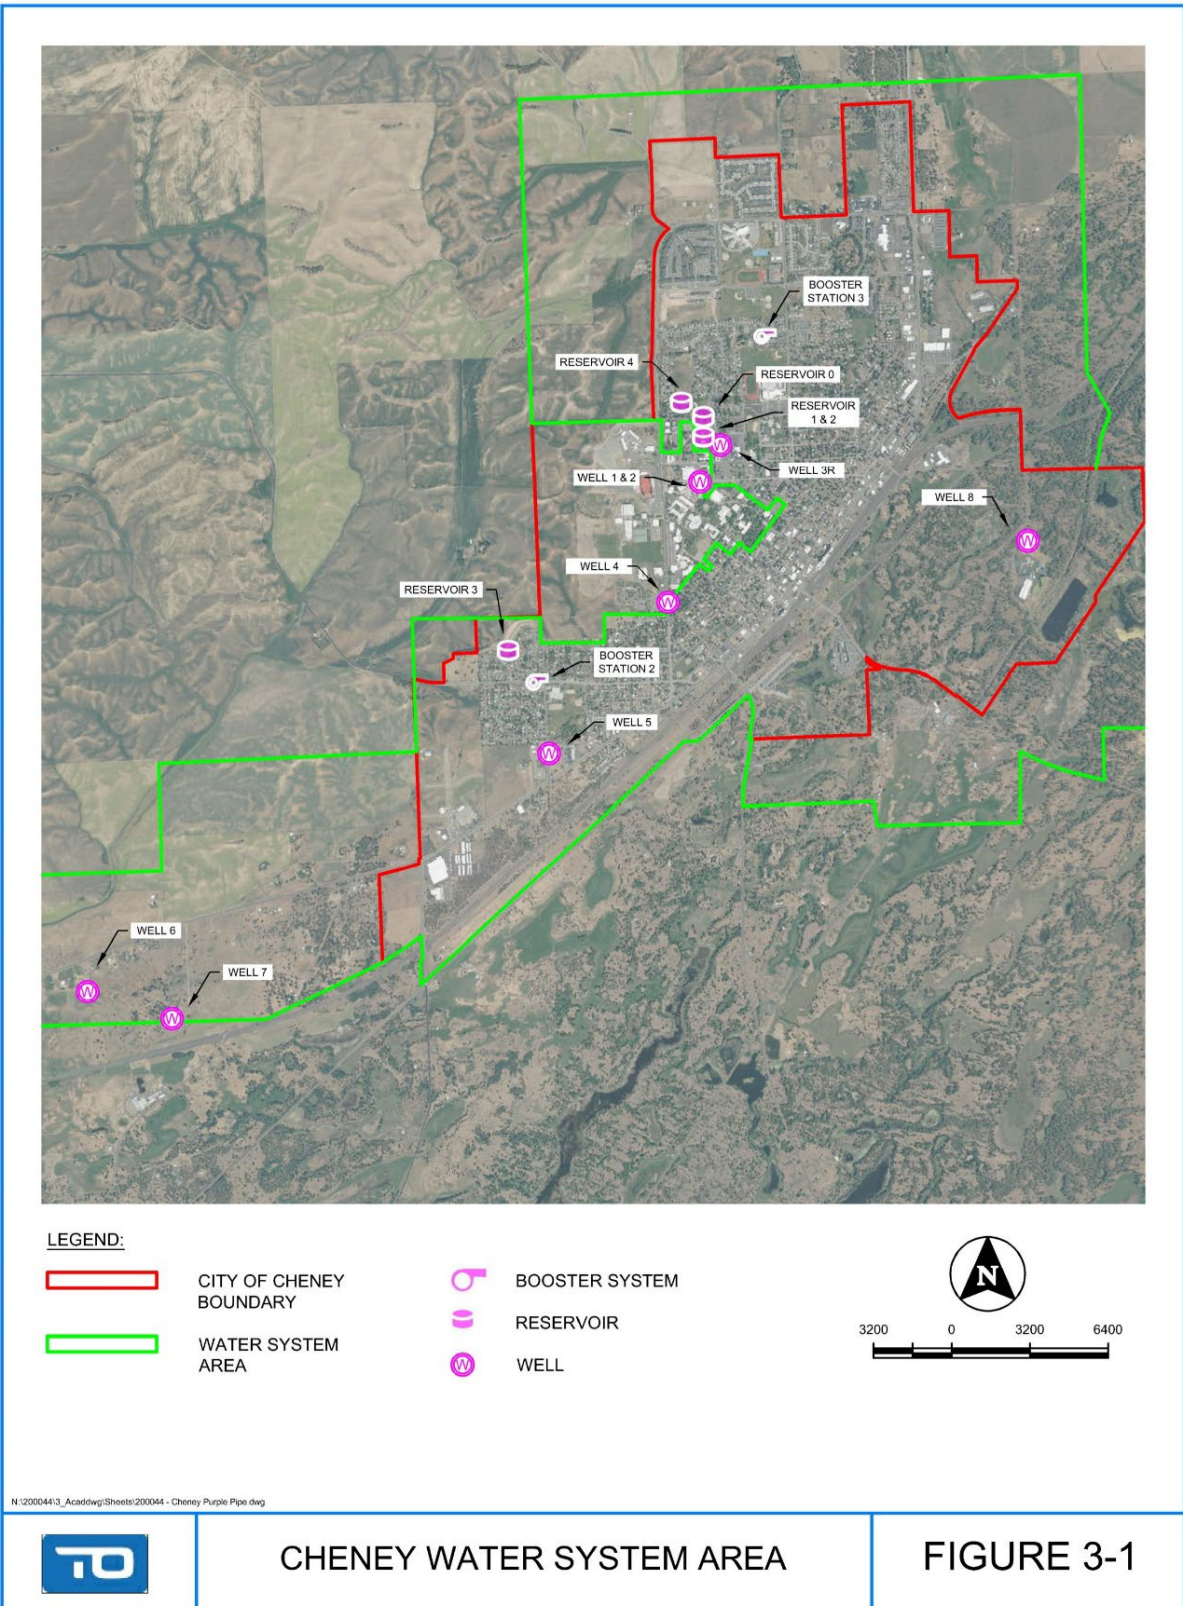 BOOSTER
STATION 3
RESERVOIR 4
RESERVOIR 0
RESERVOIR
1 & 2
WELL 3R
WELL 1 & 2
WELL 8
WELL 4
RESERVOIR 3
BOOSTER
STATION 2
WELL 5
WELL 6
WELL 7
LEGEND:
CITY OF CHENEY
BOUNDARY
WATER SYSTEM
AREA
BOOSTER SYSTEM
RESERVOIR
W WELL
N
3200 0 3200 6400
N:\200044\3_Acaddwg\Sheets\200044 - Cheney Purple Pipe.dwg
TO
CHENEY WATER SYSTEM AREA
FIGURE 3-1